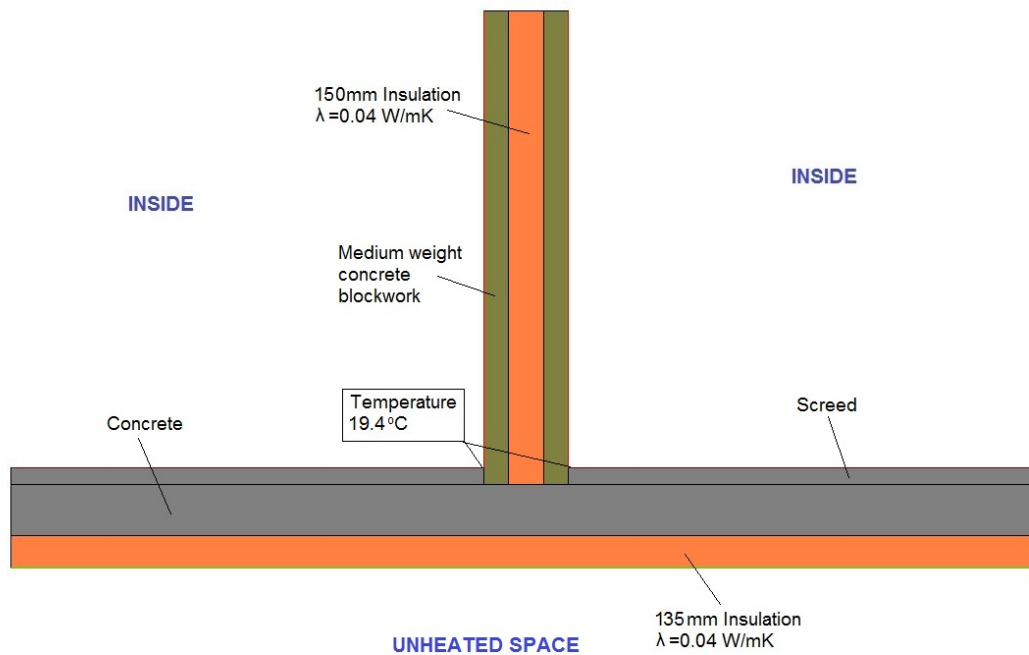 150mm Insulation
λ=0.04 W/mK
INSIDE
INSIDE
Medium weight
concrete
blockwork
Temperature
19.4°C
Concrete
Screed
135mm Insulation
λ=0.04 W/mK
UNHEATED SPACE